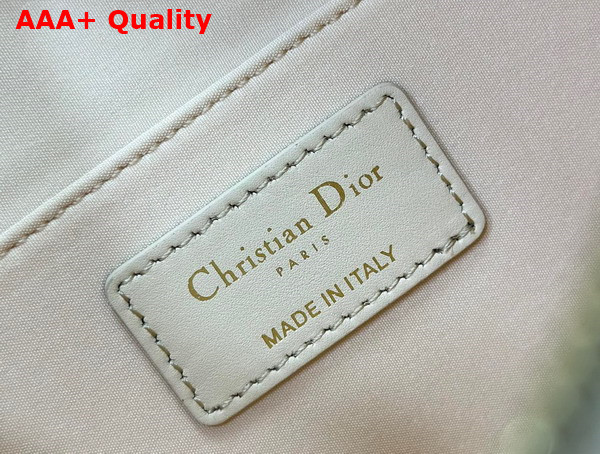 AAA+ Quality
Christian Dior
PARIS
MADE IN ITALY